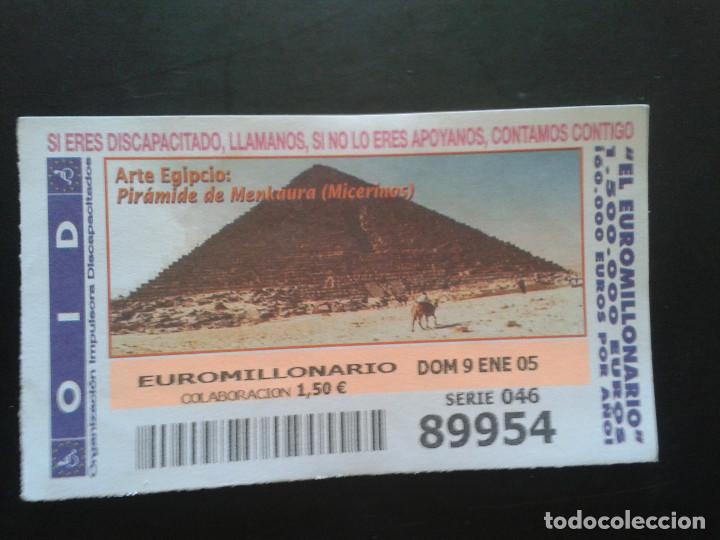 SI ERES DISCAPACITADO, LLAMANOS, SI NO LO ERES APOYANOS, CONTAMOS CONTIGO
OID
Organización Impulsora Discapacitados
Arte Egipcio:
Pirámide de Menkaura (Micerinos)
EUROMILLONARIO
COLABORACION 1,50 €
DOM 9 ENE 05
SERIE 046
89954
"EL EUROMILLONARIO"
1.500.000 EUROS
160.000 EUROS POR AÑO!
todocoleccion.net